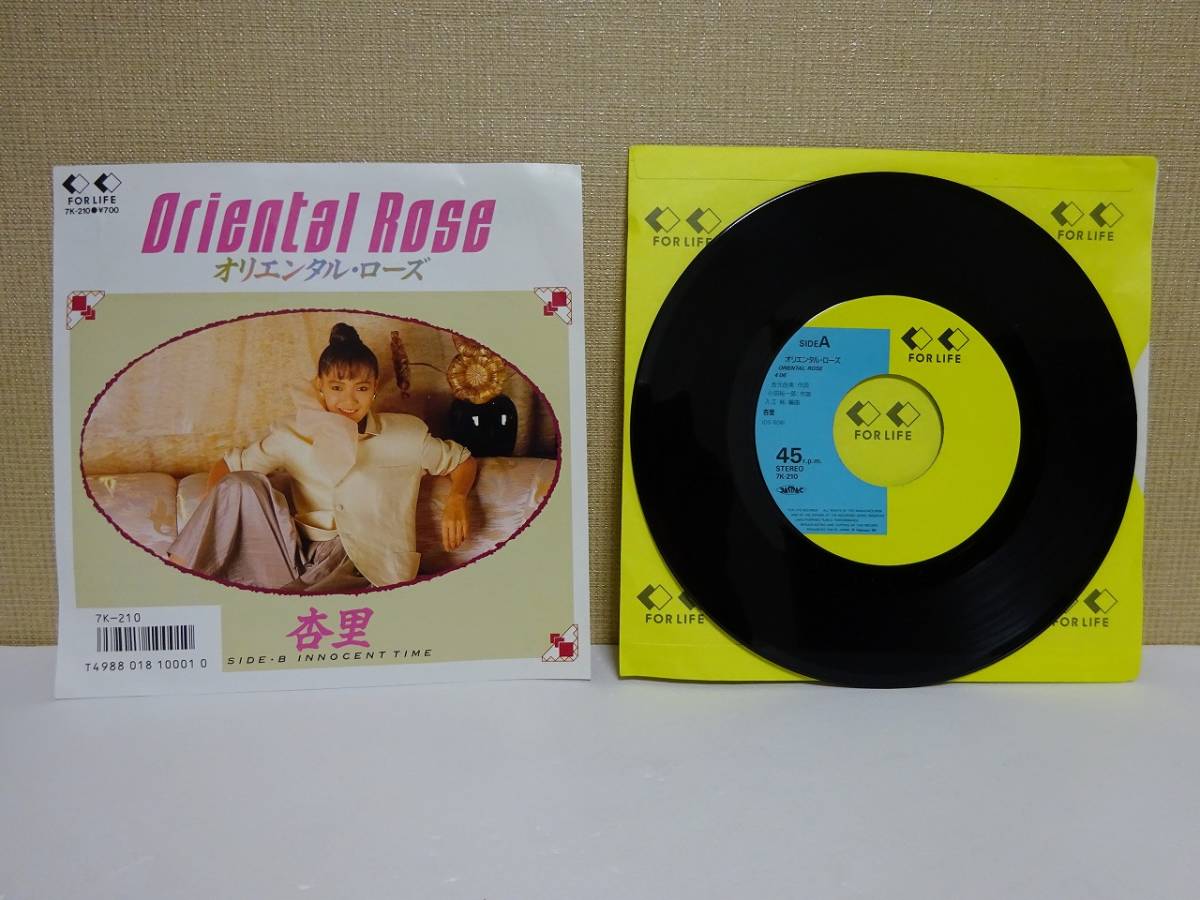 FOR LIFE
7K-210●¥700
Oriental Rose
オリエンタル・ローズ
杏里
SIDE・B INNOCENT TIME
7K-210
T4988 018 10001 0
FOR LIFE
FOR LIFE
FOR LIFE
FOR LIFE
SIDE A
オリエンタル・ローズ
ORIENTAL ROSE
4'06"
杏里
45 r.p.m.
STEREO
7K-210
FOR LIFE
FOR LIFE